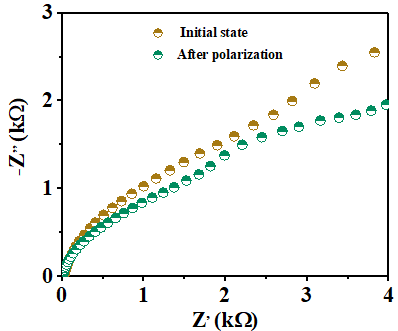 3
Initial state
After polarization
2
-Z'' (kΩ)
1
0
0 1 2 3 4
Z' (kΩ)